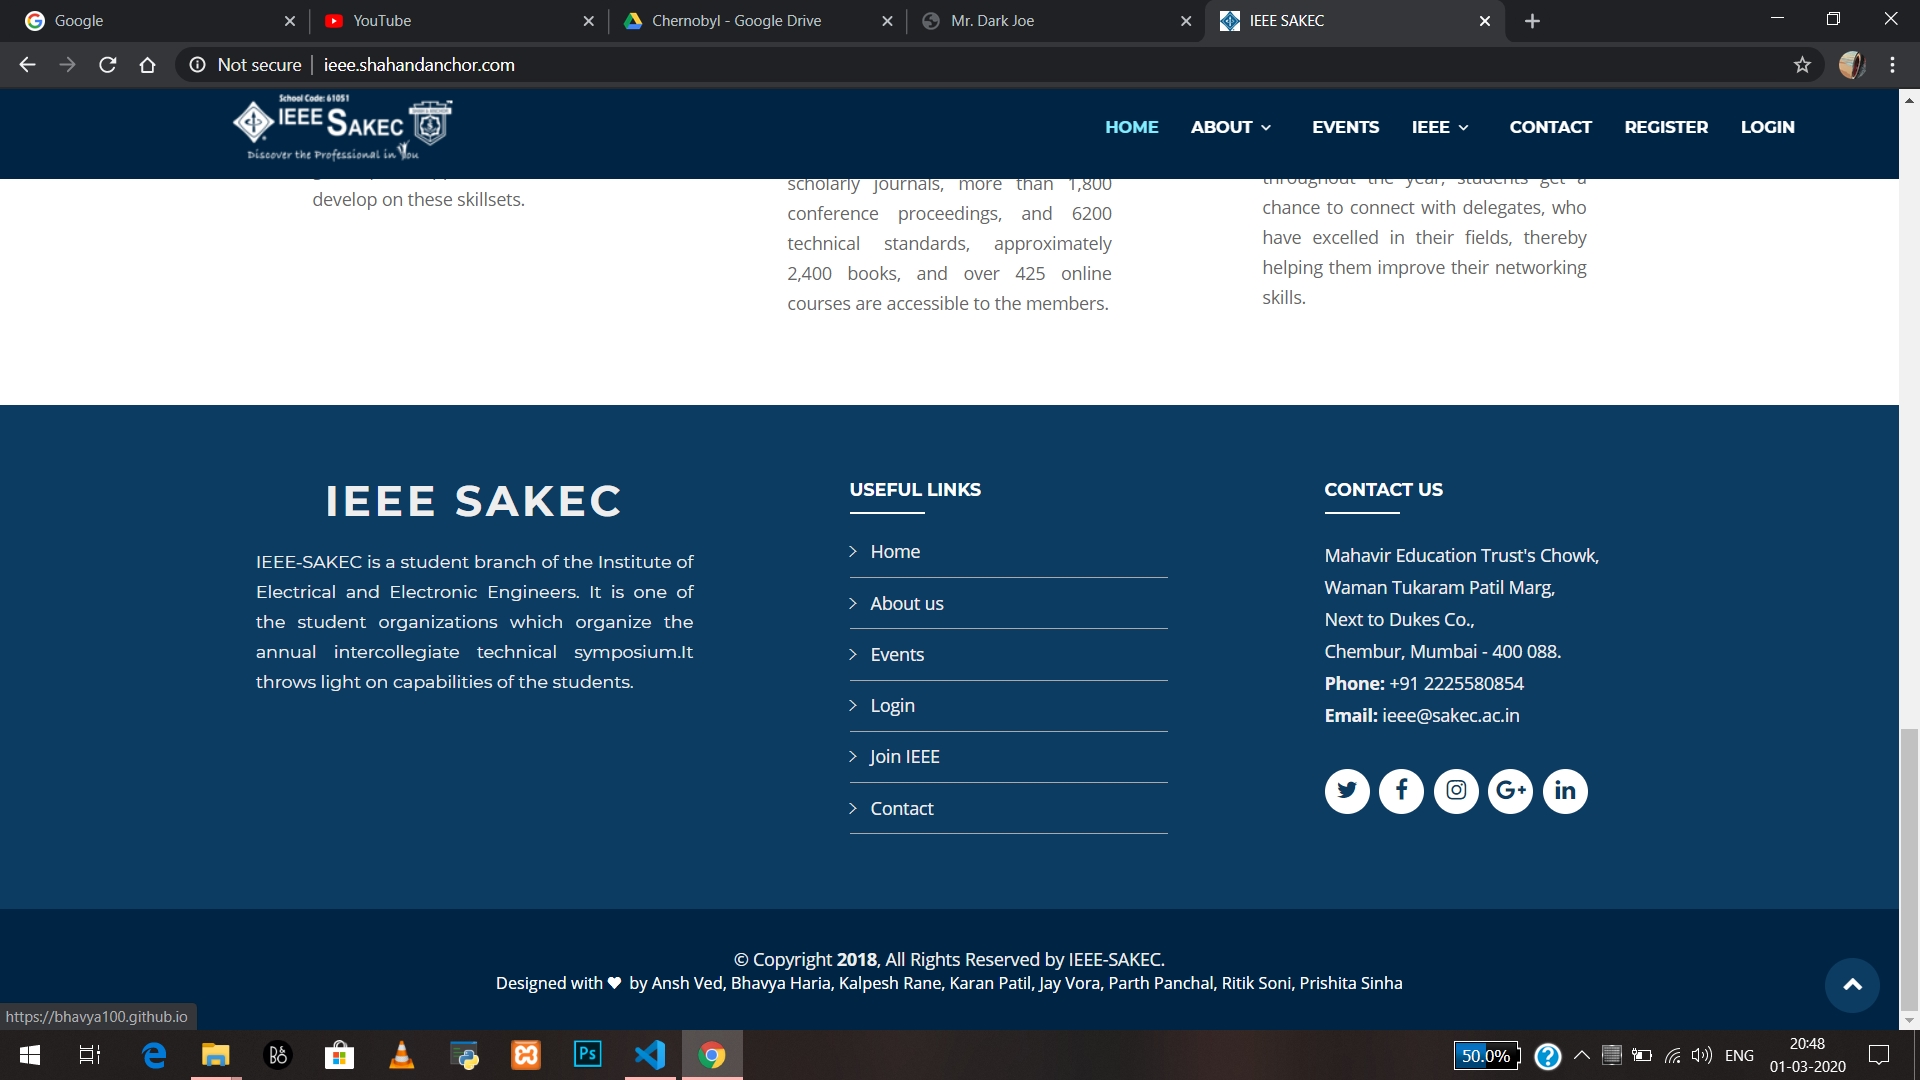 Google
YouTube
Chernobyl - Google Drive
Mr. Dark Joe
IEEE SAKEC
Not secure
ieee.shahandanchor.com
School Code: 61051
IEEE SAKEC
Discover the Professional in You
HOME
ABOUT
EVENTS
IEEE
CONTACT
REGISTER
LOGIN
develop on these skillsets.
scholarly journals, more than 1,800
conference proceedings, and 6200
technical standards, approximately
2,400 books, and over 425 online
courses are accessible to the members.
throughout the year, students get a
chance to connect with delegates, who
have excelled in their fields, thereby
helping them improve their networking
skills.
IEEE SAKEC
IEEE-SAKEC is a student branch of the Institute of
Electrical and Electronic Engineers. It is one of
the student organizations which organize the
annual intercollegiate technical symposium.It
throws light on capabilities of the students.
USEFUL LINKS
Home
About us
Events
Login
Join IEEE
Contact
CONTACT US
Mahavir Education Trust's Chowk,
Waman Tukaram Patil Marg,
Next to Dukes Co.,
Chembur, Mumbai - 400 088.
Phone: +91 2225580854
Email: ieee@sakec.ac.in
G+
in
© Copyright 2018, All Rights Reserved by IEEE-SAKEC.
Designed with ♥ by Ansh Ved, Bhavya Haria, Kalpesh Rane, Karan Patil, Jay Vora, Parth Panchal, Ritik Soni, Prishita Sinha
https://bhavya100.github.io
Ps
50.0%
ENG
20:48
01-03-2020